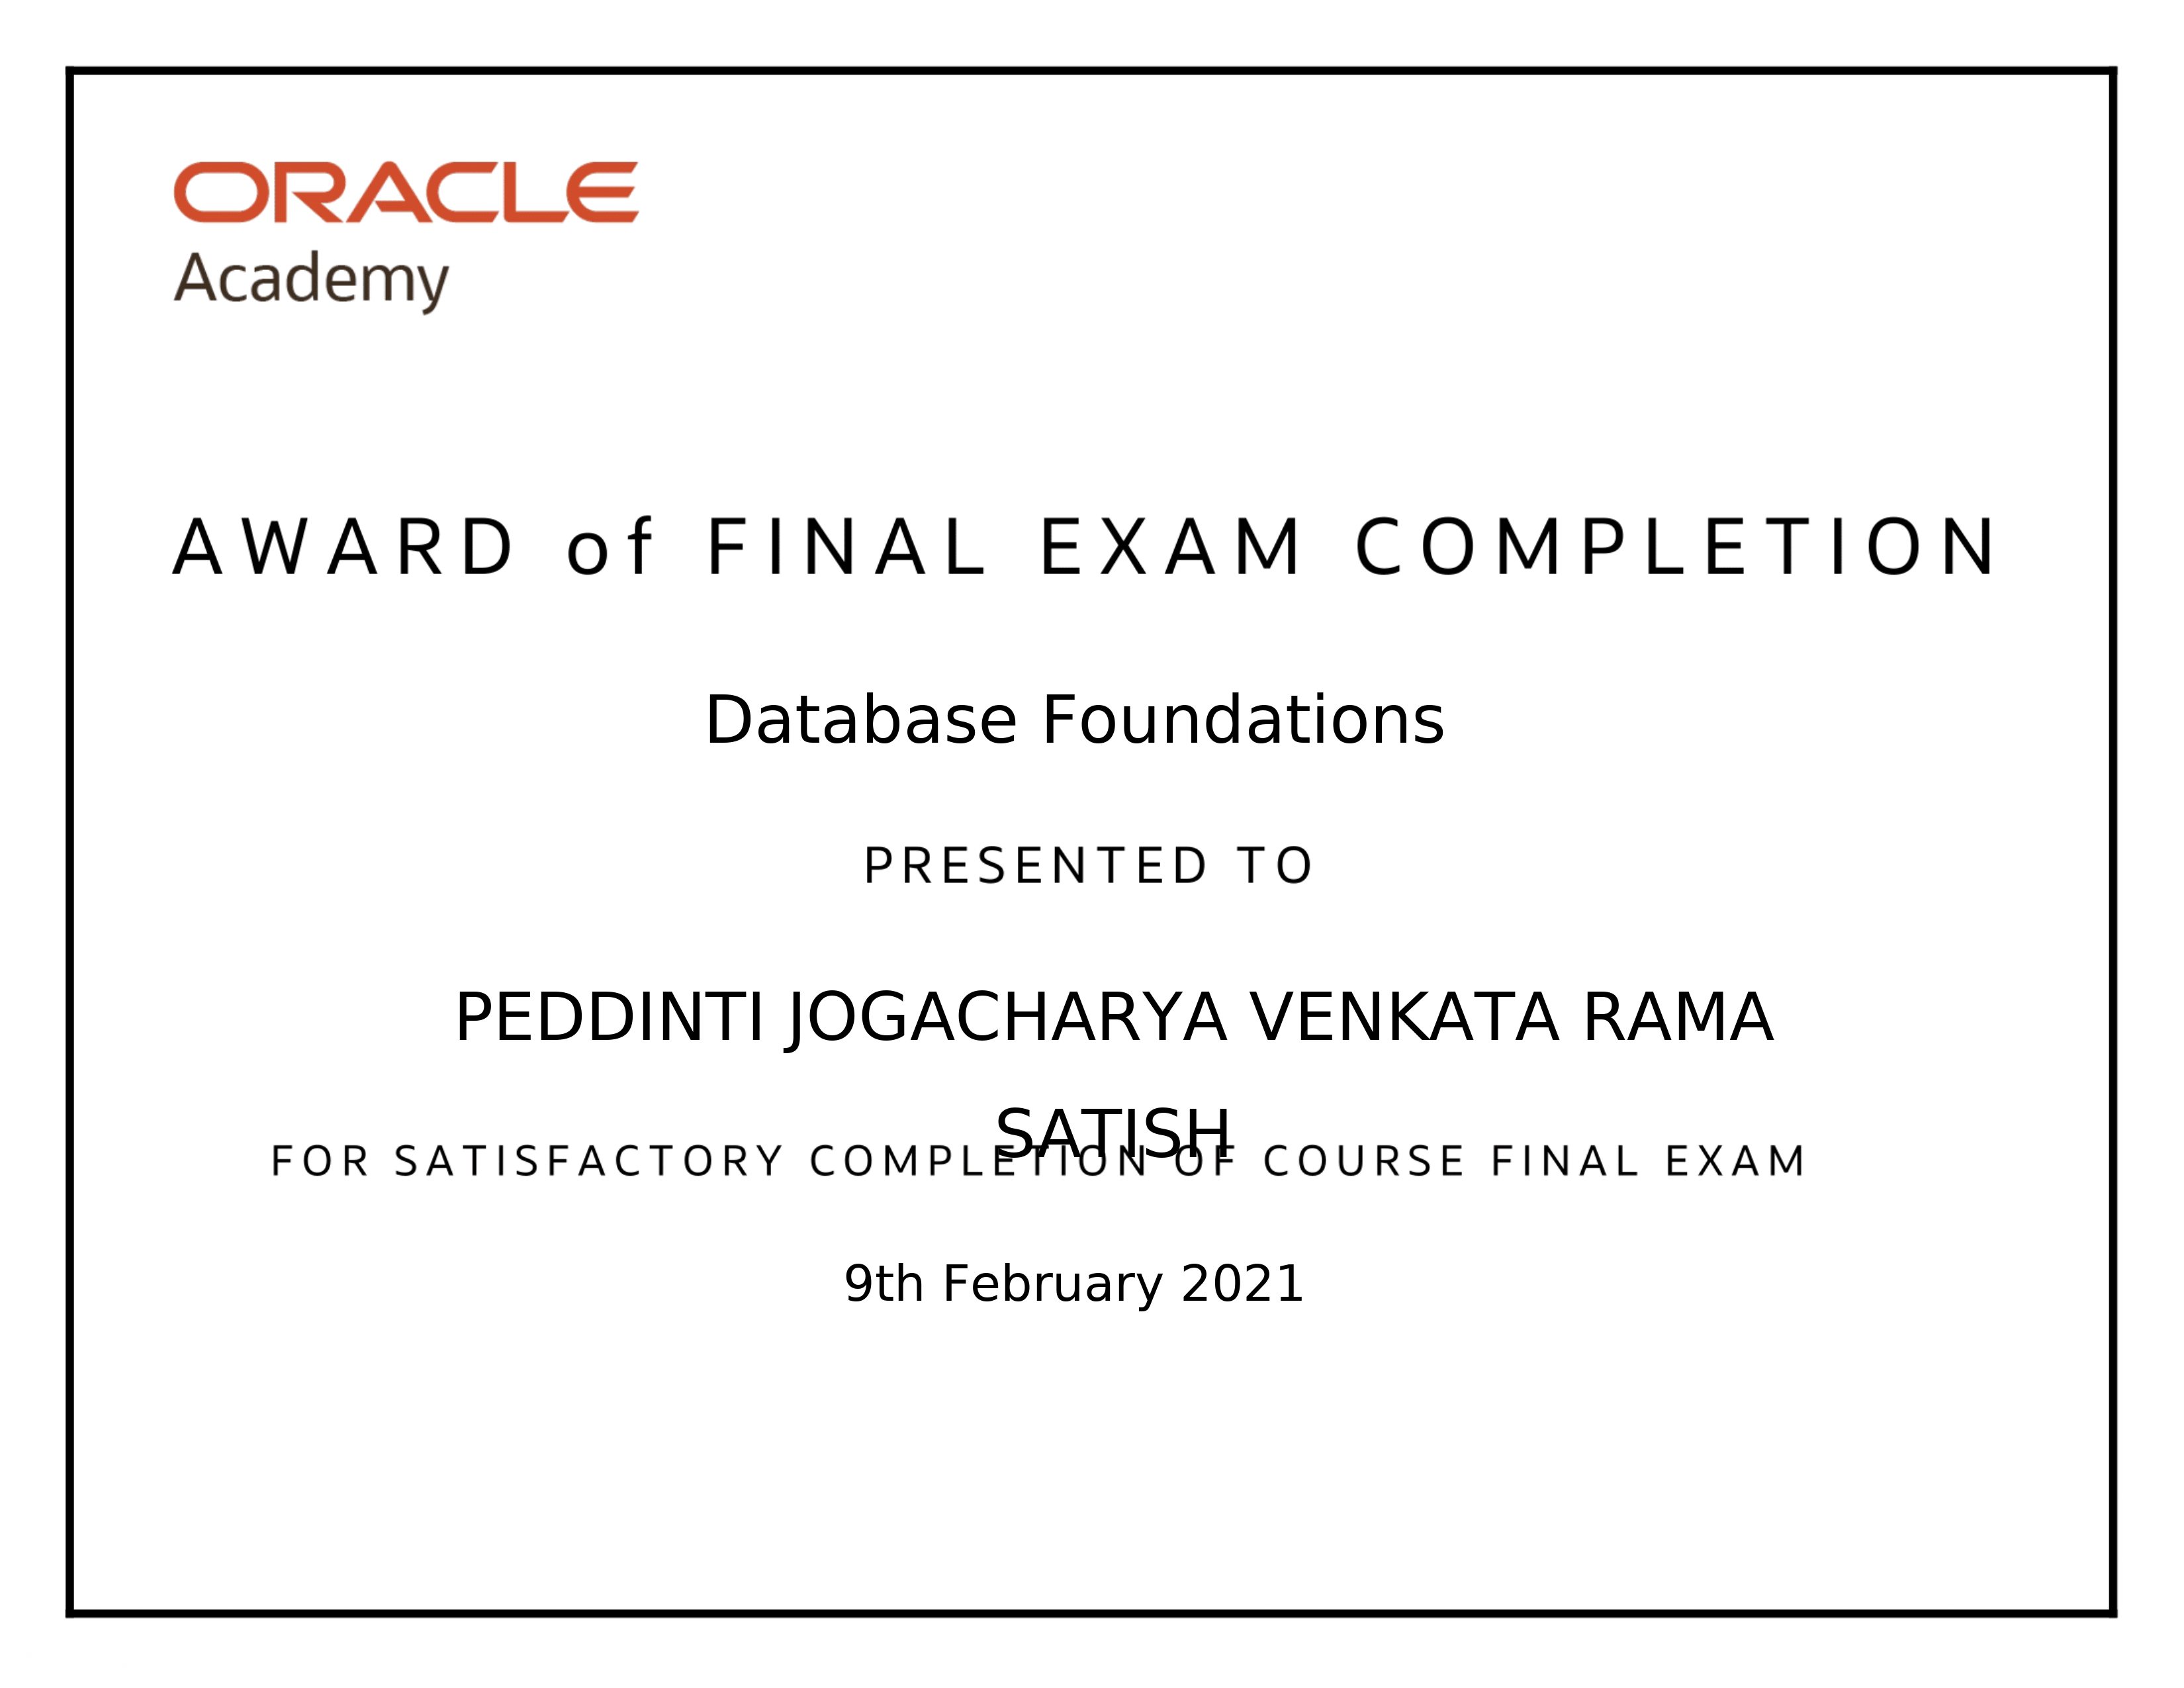 ORACLE
Academy
AWARD of FINAL EXAM COMPLETION
Database Foundations
PRESENTED TO
PEDDINTI JOGACHARYA VENKATA RAMA
SATISH
FOR SATISFACTORY COMPLETION OF COURSE FINAL EXAM
9th February 2021